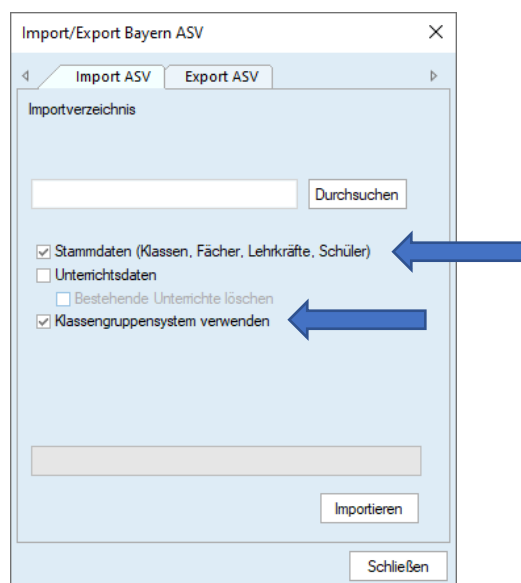 Import/Export Bayern ASV
Import ASV
Export ASV
Importverzeichnis
Durchsuchen
Stammdaten (Klassen, Fächer, Lehrkräfte, Schüler)
Unterrichtsdaten
Bestehende Unterrichte löschen
Klassengruppensystem verwenden
Importieren
Schließen